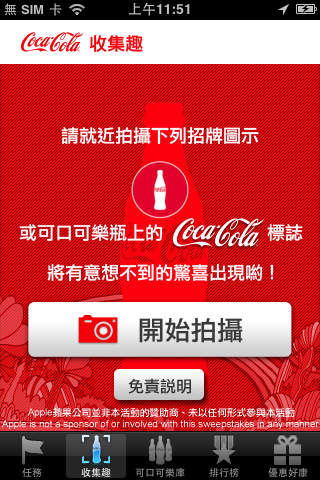 無 SIM 卡 上午11:51
Coca-Cola 收集趣
請就近拍攝下列招牌圖示
或可口可樂瓶上的 Coca-Cola 標誌
將有意想不到的驚喜出現喲！
開始拍攝
免責説明
Apple蘋果公司並非本活動的贊助商、未以任何形式參與本活動
Apple is not a sponsor of or involved with this sweepstakes in any manner
任務 收集趣 可口可樂庫 排行榜 優惠好康